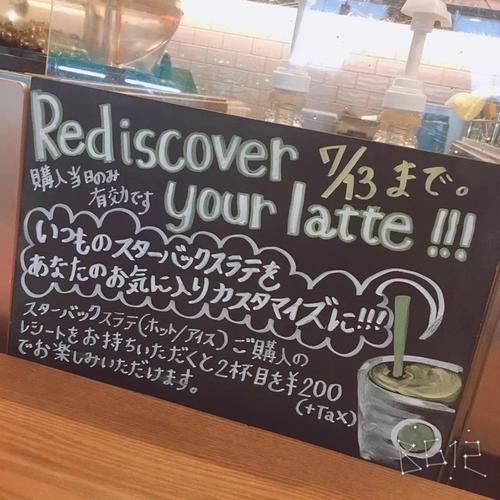 Rediscover
7/13まで。
購入当日のみ
有効です
your latte!!!
いつものスターバックスラテを
あなたのお気に入りカスタマイズに!!!
スターバックスラテ(ホット/アイス)ご購入の
レシートをお持ちいただくと2杯目を¥200
(+Tax)
でお楽しみいただけます。